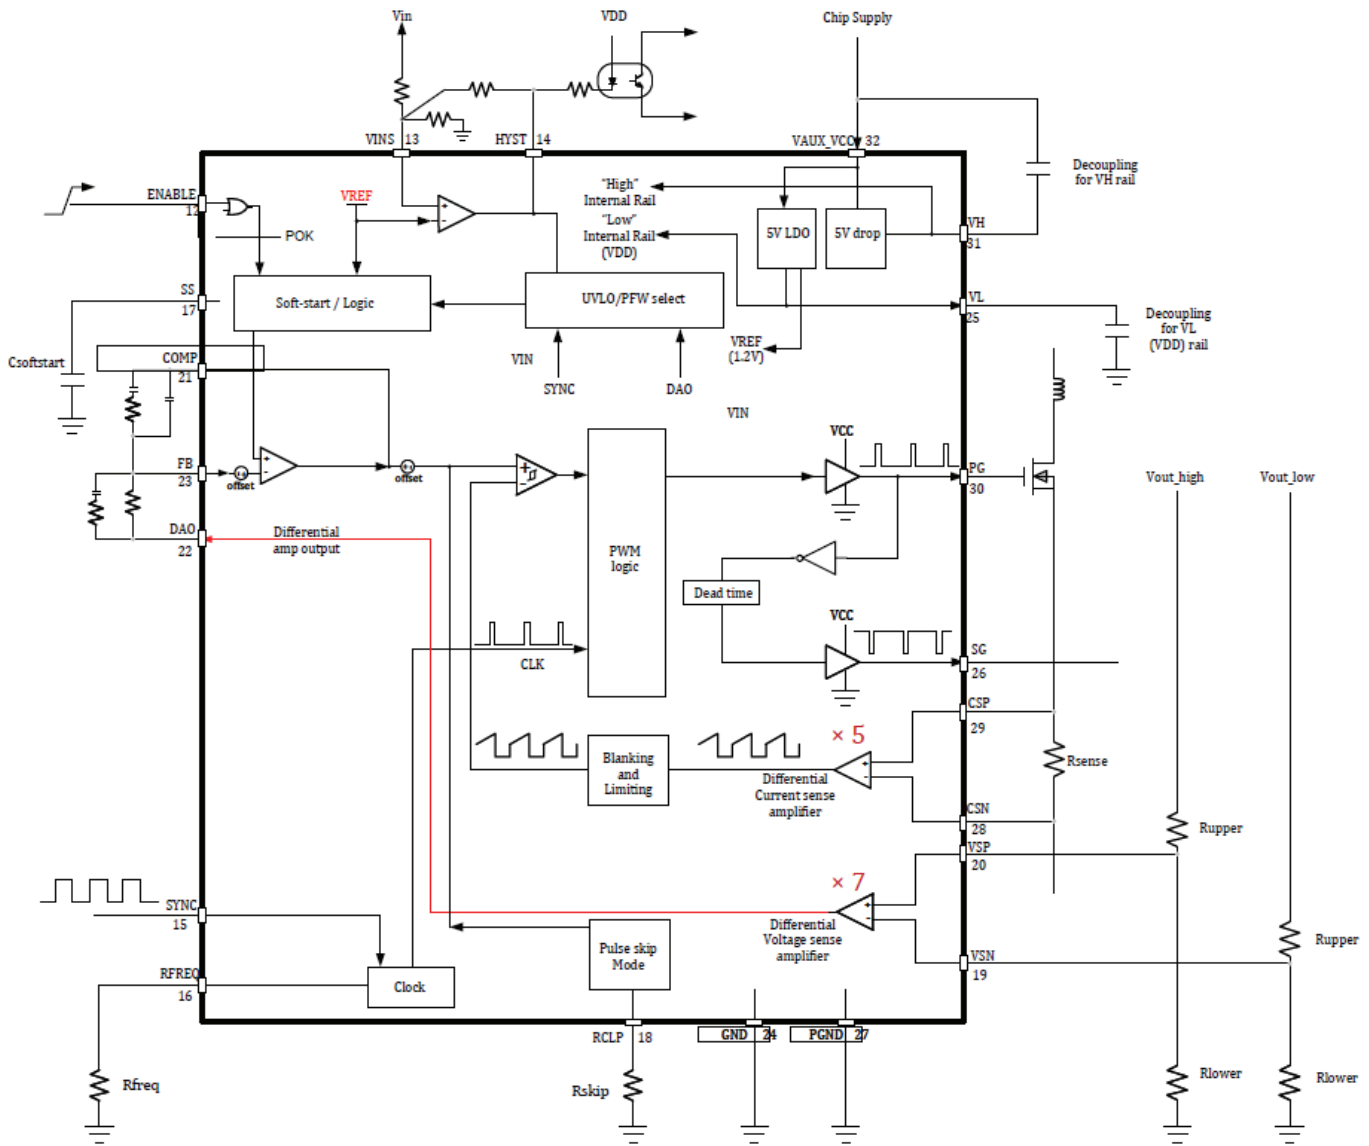 Vin
VDD
Chip Supply
VINS 13
HYST 14
VAUX_VCC 32
Decoupling
for VH rail
ENABLE
12
VREF
"High"
Internal Rail
"Low"
Internal Rail
(VDD)
5V LDO
5V drop
VH
31
POK
SS
17
Soft-start / Logic
UVLO/PFW select
VL
25
Decoupling
for VL
(VDD) rail
VREF
(1.2V)
VIN
SYNC
DAO
Csoftstart
COMP
21
VIN
VCC
FB
23
offset
offset
PG
30
Vout_high
Vout_low
DAO
22
Differential
amp output
PWM
logic
Dead time
VCC
CLK
SG
26
CSP
29
× 5
Blanking
and
Limiting
Differential
Current sense
amplifier
Rsense
CSN
28
VSP
20
Rupper
× 7
SYNC
15
Differential
Voltage sense
amplifier
Pulse skip
Mode
Rupper
VSN
19
RFREQ
16
Clock
RCLP 18
GND 24
PGND 27
Rfreq
Rskip
Rlower
Rlower